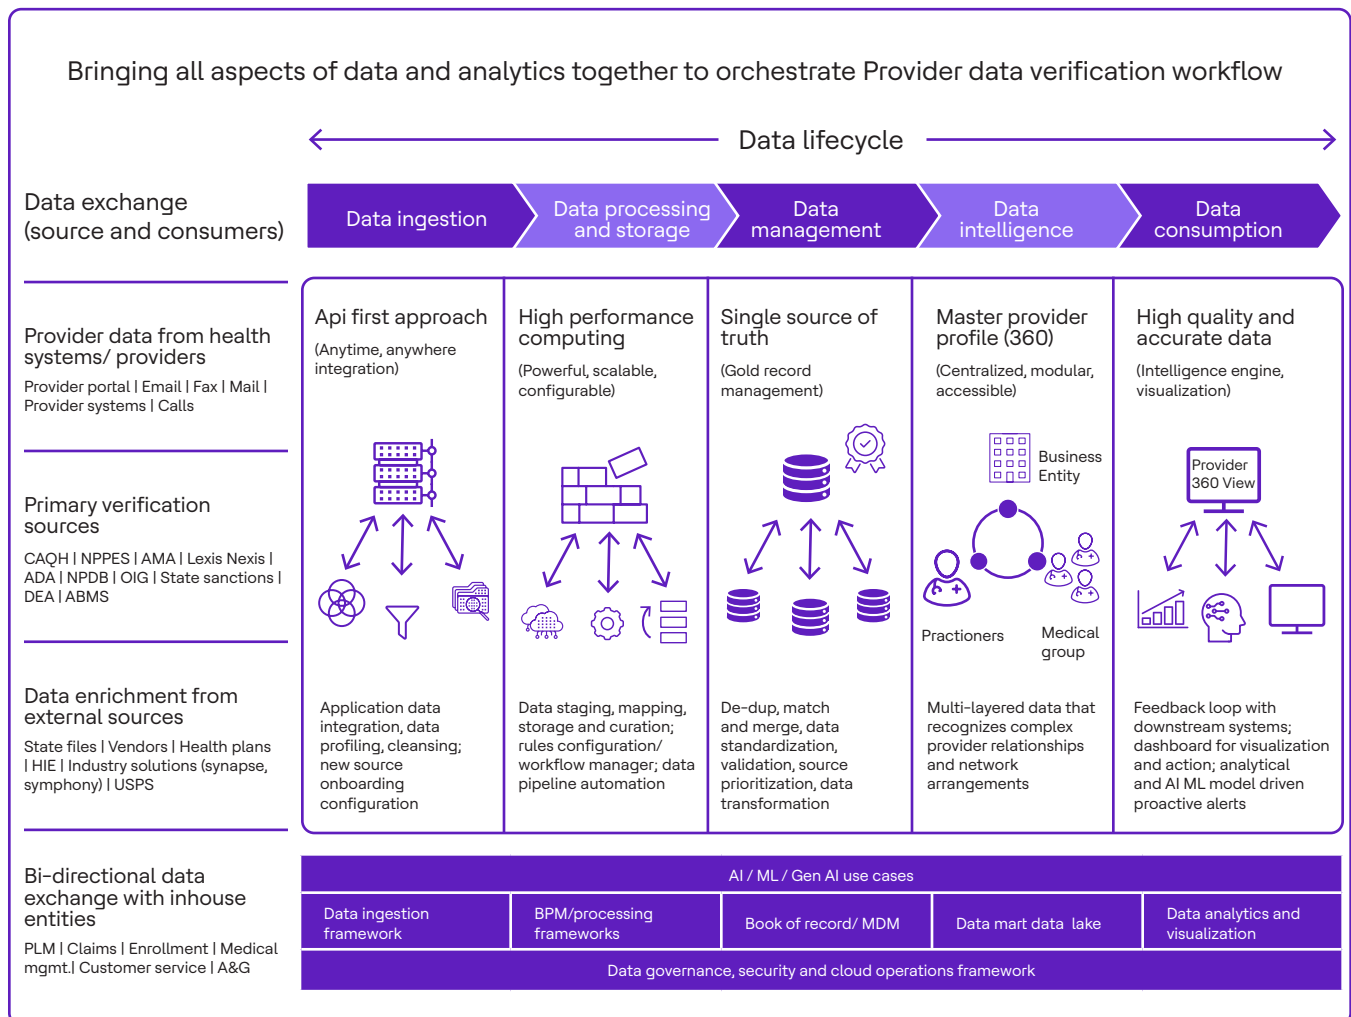 Bringing all aspects of data and analytics together to orchestrate Provider data verification workflow
Data lifecycle
Data exchange
(source and consumers)
Data ingestion
Data processing
and storage
Data
management
Data
intelligence
Data
consumption
Provider data from health
systems/ providers
Provider portal | Email | Fax | Mail |
Provider systems | Calls
Primary verification
sources
CAQH | NPPES | AMA | Lexis Nexis |
ADA | NPDB | OIG | State sanctions |
DEA | ABMS
Data enrichment from
external sources
State files | Vendors | Health plans
| HIE | Industry solutions (synapse,
symphony) | USPS
Bi-directional data
exchange with inhouse
entities
PLM | Claims | Enrollment | Medical
mgmt.| Customer service | A&G
Api first approach
(Anytime, anywhere
integration)
Application data
integration, data
profiling, cleansing;
new source
onboarding
configuration
High performance
computing
(Powerful, scalable,
configurable)
Data staging, mapping,
storage and curation;
rules configuration/
workflow manager; data
pipeline automation
Single source of
truth
(Gold record
management)
De-dup, match
and merge, data
standardization,
validation, source
prioritization, data
transformation
Master provider
profile (360)
(Centralized, modular,
accessible)
Business
Entity
Practioners
Medical
group
Multi-layered data that
recognizes complex
provider relationships
and network
arrangements
High quality and
accurate data
(Intelligence engine,
visualization)
Provider
360 View
Feedback loop with
downstream systems;
dashboard for visualization
and action; analytical
and AI ML model driven
proactive alerts
AI / ML / Gen AI use cases
Data ingestion
framework
BPM/processing
frameworks
Book of record/ MDM
Data mart data lake
Data analytics and
visualization
Data governance, security and cloud operations framework